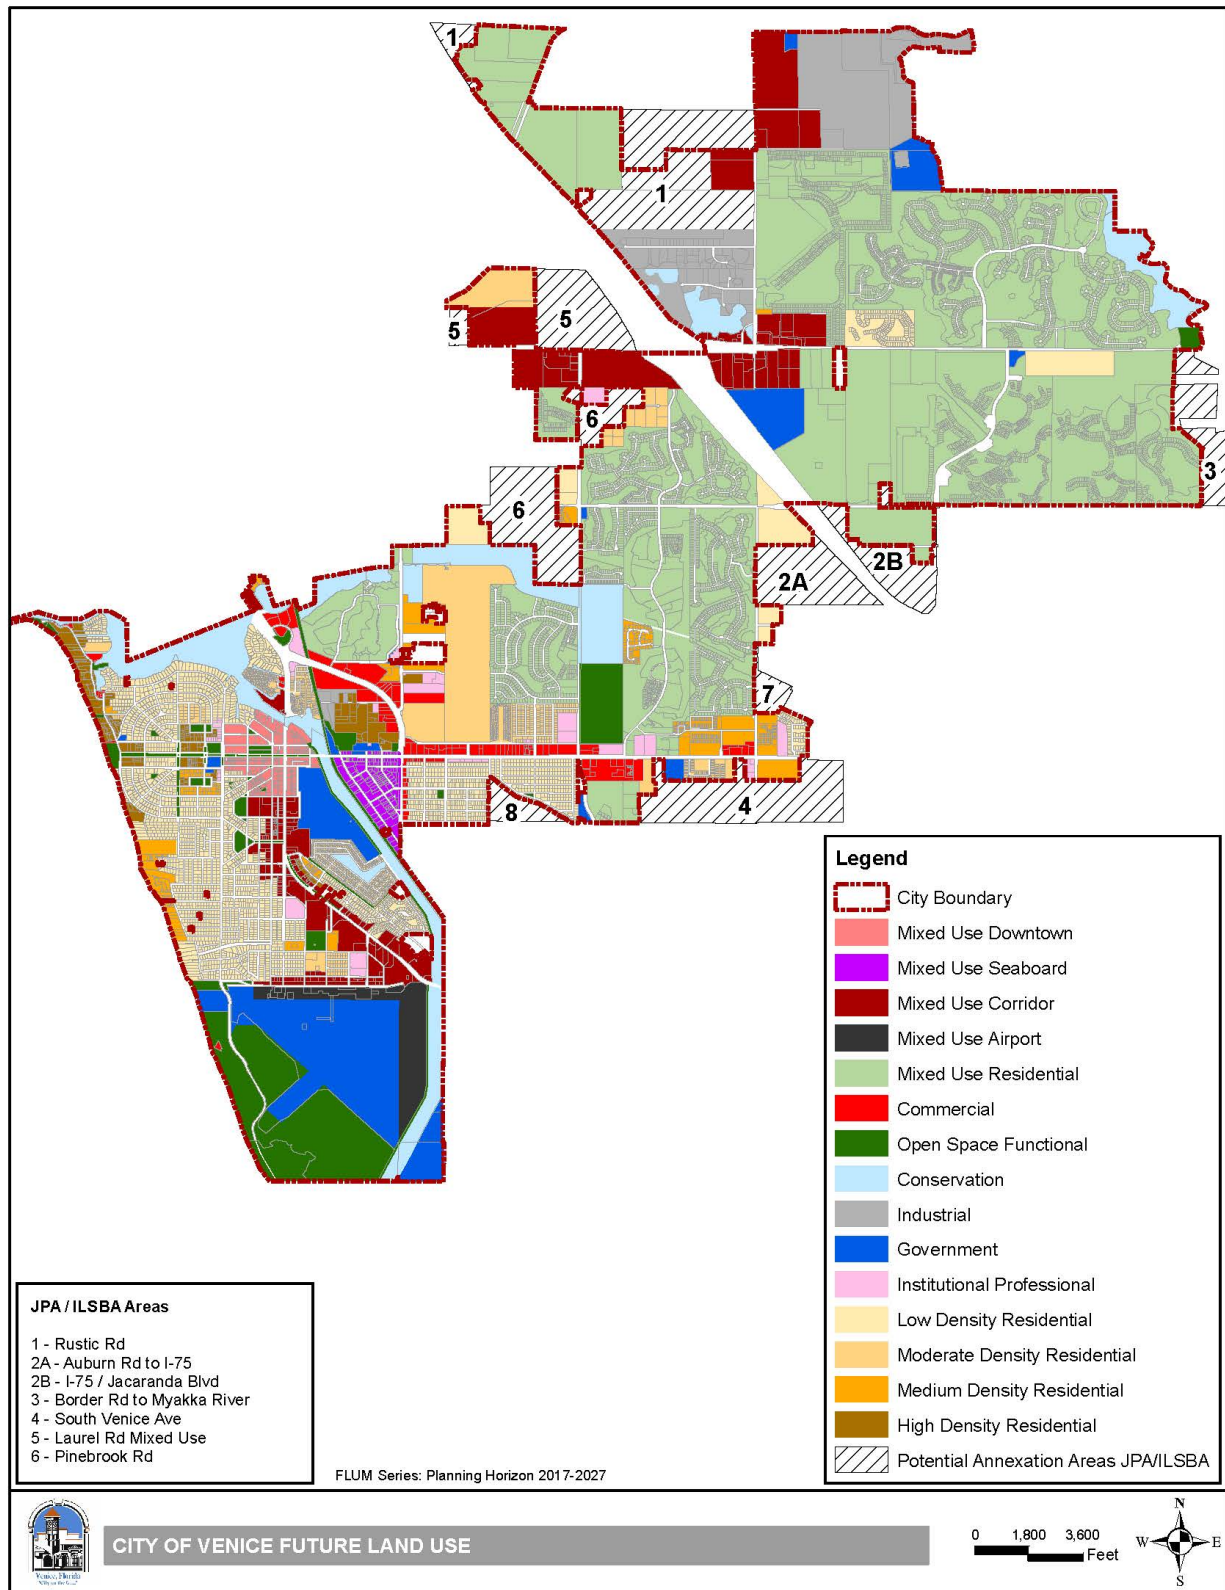 1
1
5
5
6
3
6
2B
2A
7
8
4
Legend
City Boundary
Mixed Use Downtown
Mixed Use Seaboard
Mixed Use Corridor
Mixed Use Airport
Mixed Use Residential
Commercial
Open Space Functional
Conservation
Industrial
Government
Institutional Professional
Low Density Residential
Moderate Density Residential
Medium Density Residential
High Density Residential
Potential Annexation Areas JPA/ILSBA
JPA / ILSBA Areas
1 - Rustic Rd
2A - Auburn Rd to I-75
2B - I-75 / Jacaranda Blvd
3 - Border Rd to Myakka River
4 - South Venice Ave
5 - Laurel Rd Mixed Use
6 - Pinebrook Rd
FLUM Series: Planning Horizon 2017-2027
Venice, Florida
CITY OF VENICE FUTURE LAND USE
0 1,800 3,600
Feet
N
W E
S